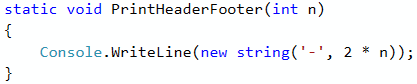 static void PrintHeaderFooter(int n)
{
    Console.WriteLine(new string('-', 2 * n));
}